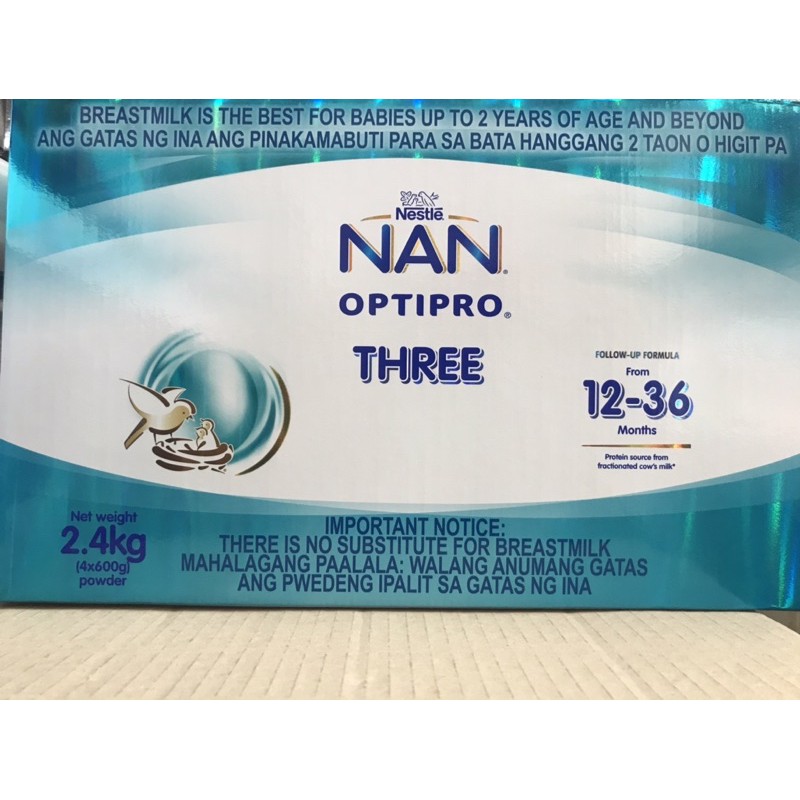 BREASTMILK IS THE BEST FOR BABIES UP TO 2 YEARS OF AGE AND BEYOND
ANG GATAS NG INA ANG PINAKAMABUTI PARA SA BATA HANGGANG 2 TAON O HIGIT PA
Nestlé
NAN®
OPTIPRO®
THREE
FOLLOW-UP FORMULA
From
12-36
Months
Protein source from
fractionated cow's milk*
Net weight
2.4kg
(4x600g)
powder
IMPORTANT NOTICE:
THERE IS NO SUBSTITUTE FOR BREASTMILK
MAHALAGANG PAALALA: WALANG ANUMANG GATAS
ANG PWEDENG IPALIT SA GATAS NG INA